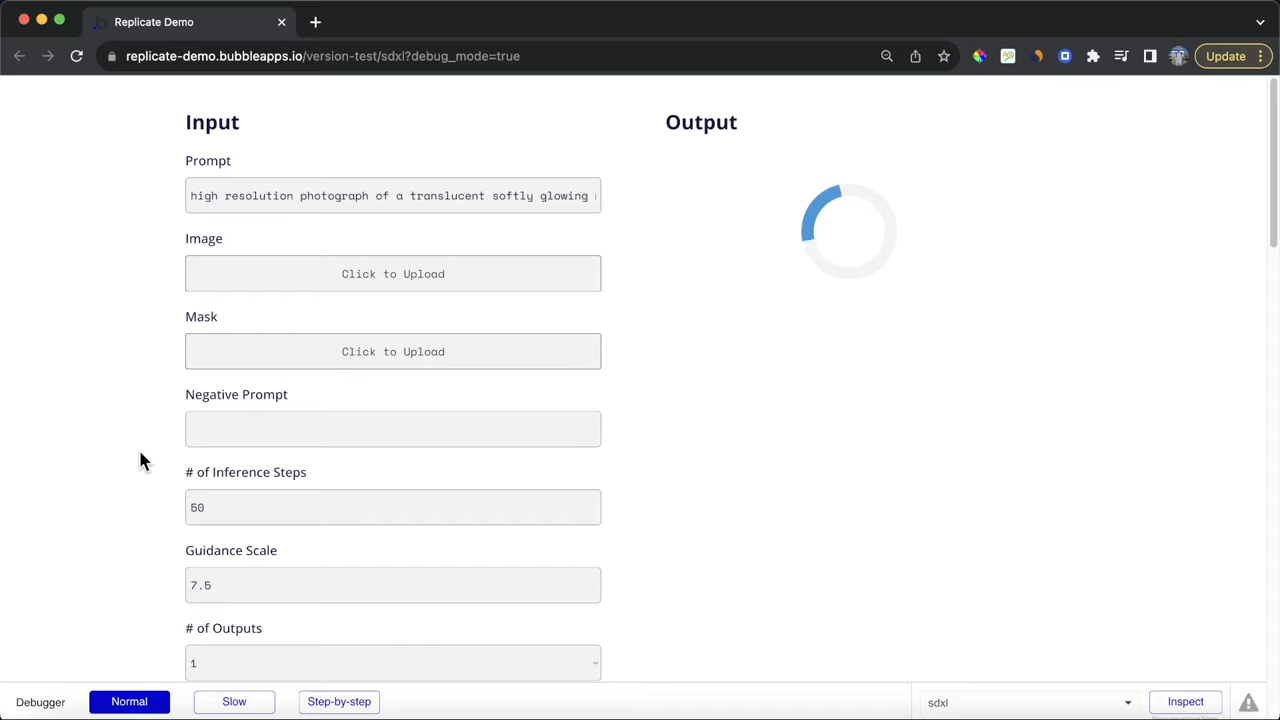 Replicate Demo
replicate-demo.bubbleapps.io/version-test/sdxl?debug_mode=true
Update
Input
Output
Prompt
high resolution photograph of a translucent softly glowing
Image
Click to Upload
Mask
Click to Upload
Negative Prompt
# of Inference Steps
50
Guidance Scale
7.5
# of Outputs
1
Debugger
Normal
Slow
Step-by-step
sdxl
Inspect